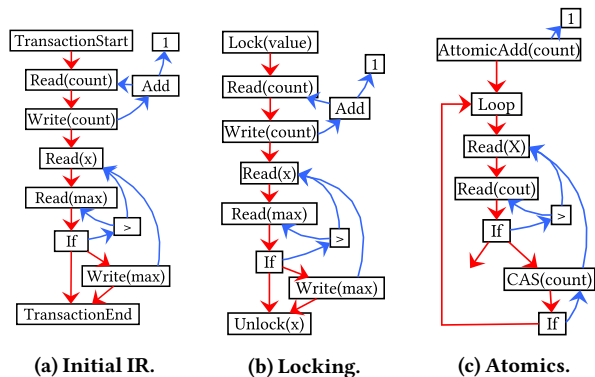 TransactionStart
1
Read(count)
Add
Write(count)
Read(x)
Read(max)
>
If
Write(max)
TransactionEnd
(a) Initial IR.
Lock(value)
1
Read(count)
Add
Write(count)
Read(x)
Read(max)
>
If
Write(max)
Unlock(x)
(b) Locking.
1
AttomicAdd(count)
Loop
Read(X)
Read(cout)
>
If
CAS(count)
If
(c) Atomics.